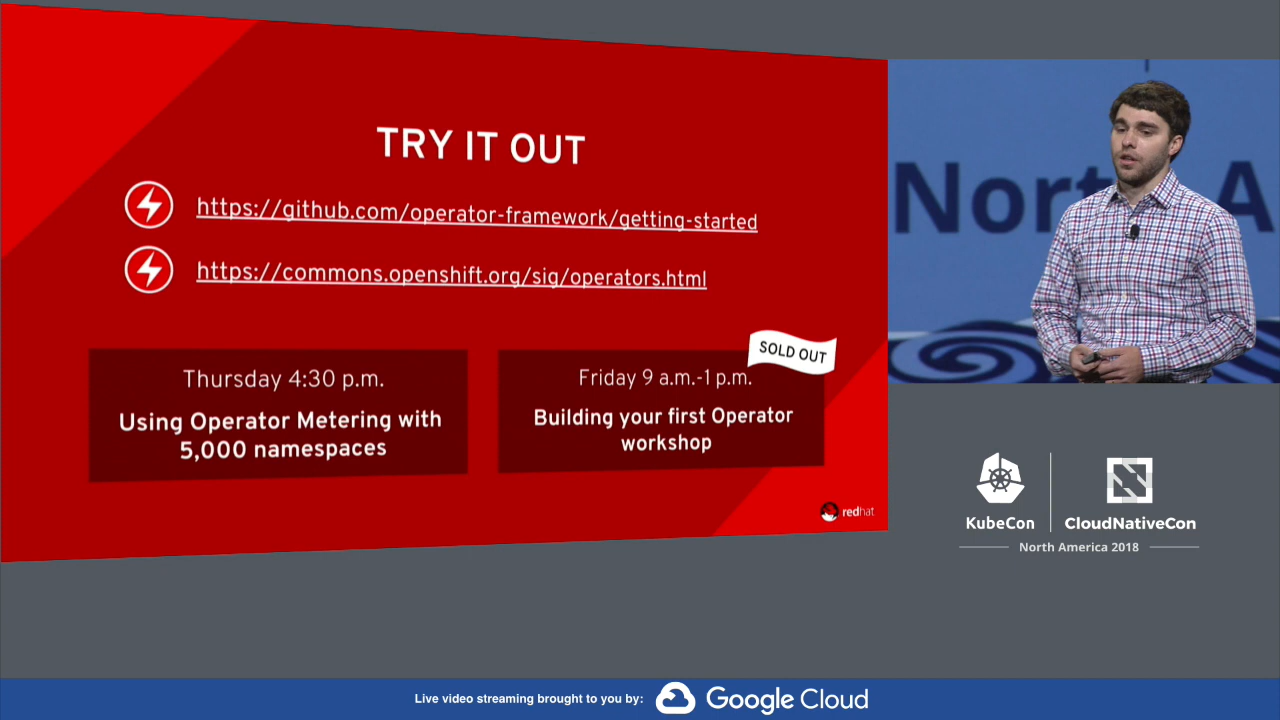 TRY IT OUT
https://github.com/operator-framework/getting-started
https://commons.openshift.org/sig/operators.html
SOLD OUT
Thursday 4:30 p.m.
Using Operator Metering with
5,000 namespaces
Friday 9 a.m.-1 p.m.
Building your first Operator
workshop
redhat
Nort A
KubeCon
CloudNativeCon
North America 2018
Live video streaming brought to you by:
Google Cloud